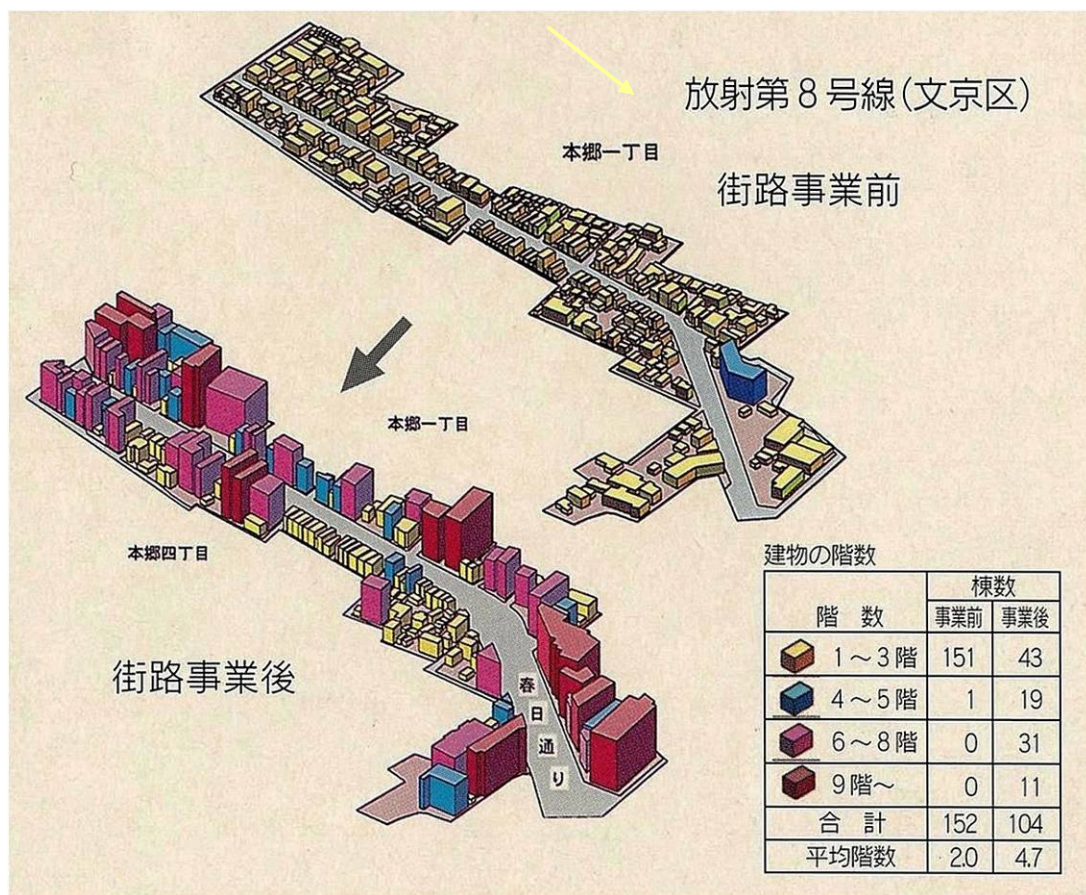 放射第8号線(文京区)
本郷一丁目
街路事業前
本郷一丁目
本郷四丁目
街路事業後
春日通り
建物の階数
階 数 棟数
事業前 事業後
1～3階 151 43
4～5階 1 19
6～8階 0 31
9階～ 0 11
合 計 152 104
平均階数 2.0 4.7